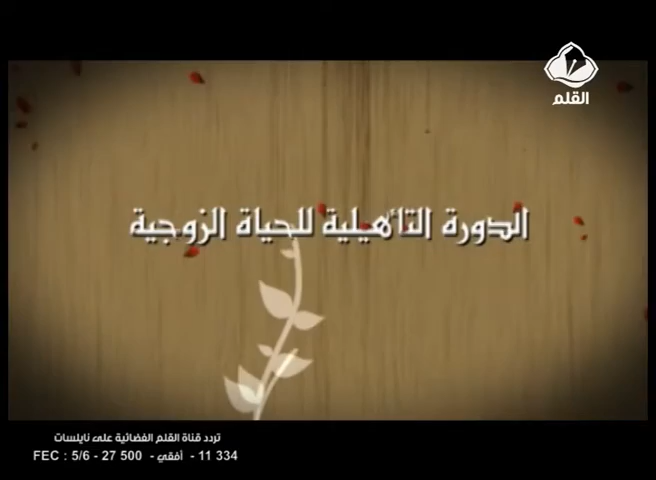 القلم
الدورة التأهيلية للحياة الزوجية
تردد قناة القلم الفضائية على نايلسات
11 334 - أفقي - 27 500 - FEC : 5/6